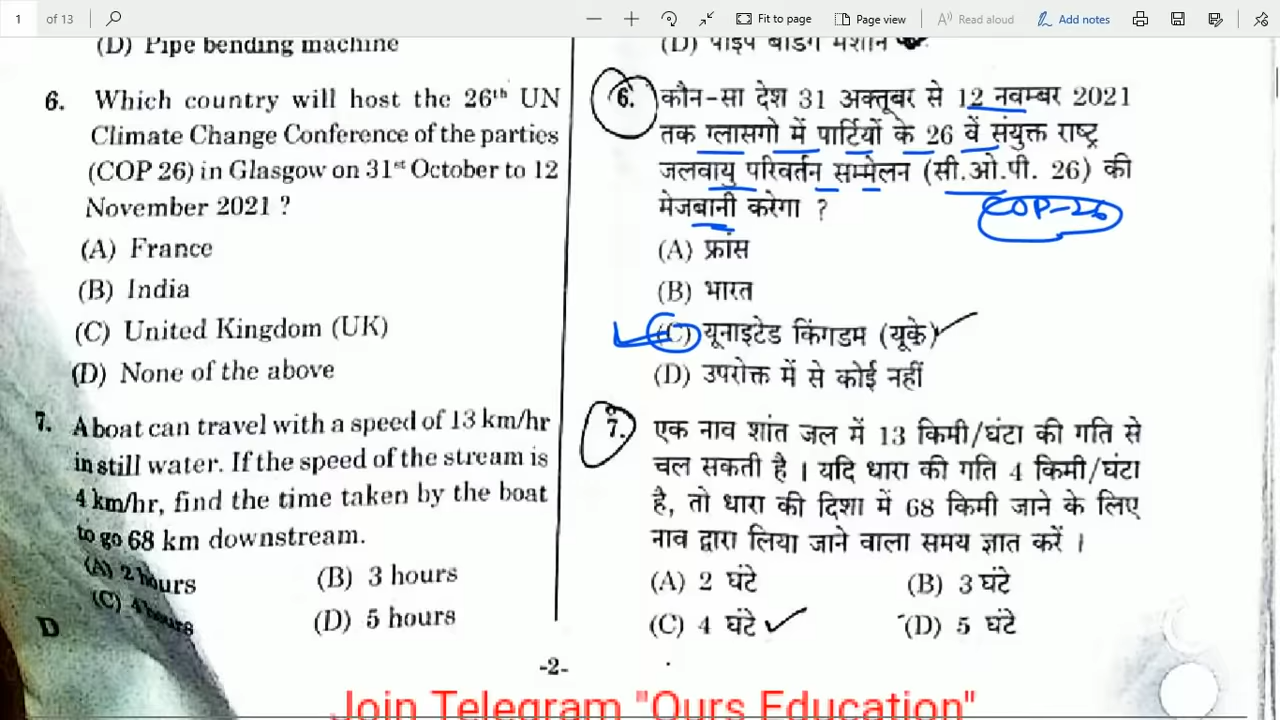 1 of 13
Fit to page
Page view
Read aloud
Add notes
(D) Pipe bending machine
6. Which country will host the 26th UN
Climate Change Conference of the parties
(COP 26) in Glasgow on 31st October to 12
November 2021 ?
(A) France
(B) India
(C) United Kingdom (UK)
(D) None of the above
7. A boat can travel with a speed of 13 km/hr
in still water. If the speed of the stream is
4 km/hr, find the time taken by the boat
to go 68 km downstream.
(A) 2 hours (B) 3 hours
(C) 4 hours (D) 5 hours
D
(D) पाइप बेंडिंग मशीन
6. कौन-सा देश 31 अक्तूबर से 12 नवम्बर 2021
तक ग्लासगो में पार्टियों के 26 वें संयुक्त राष्ट्र
जलवायु परिवर्तन सम्मेलन (सी.ओ.पी. 26) की
मेजबानी करेगा ?
COP-26
(A) फ्रांस
(B) भारत
(C) यूनाइटेड किंगडम (यूके)
(D) उपरोक्त में से कोई नहीं
7. एक नाव शांत जल में 13 किमी/घंटा की गति से
चल सकती है । यदि धारा की गति 4 किमी/घंटा
है, तो धारा की दिशा में 68 किमी जाने के लिए
नाव द्वारा लिया जाने वाला समय ज्ञात करें ।
(A) 2 घंटे (B) 3 घंटे
(C) 4 घंटे (D) 5 घंटे
-2-
Join Telegram "Ours Education"